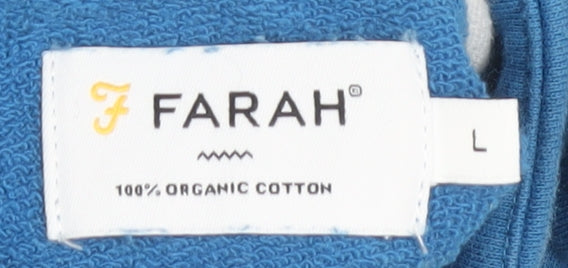 F FARAH®
L
100% ORGANIC COTTON